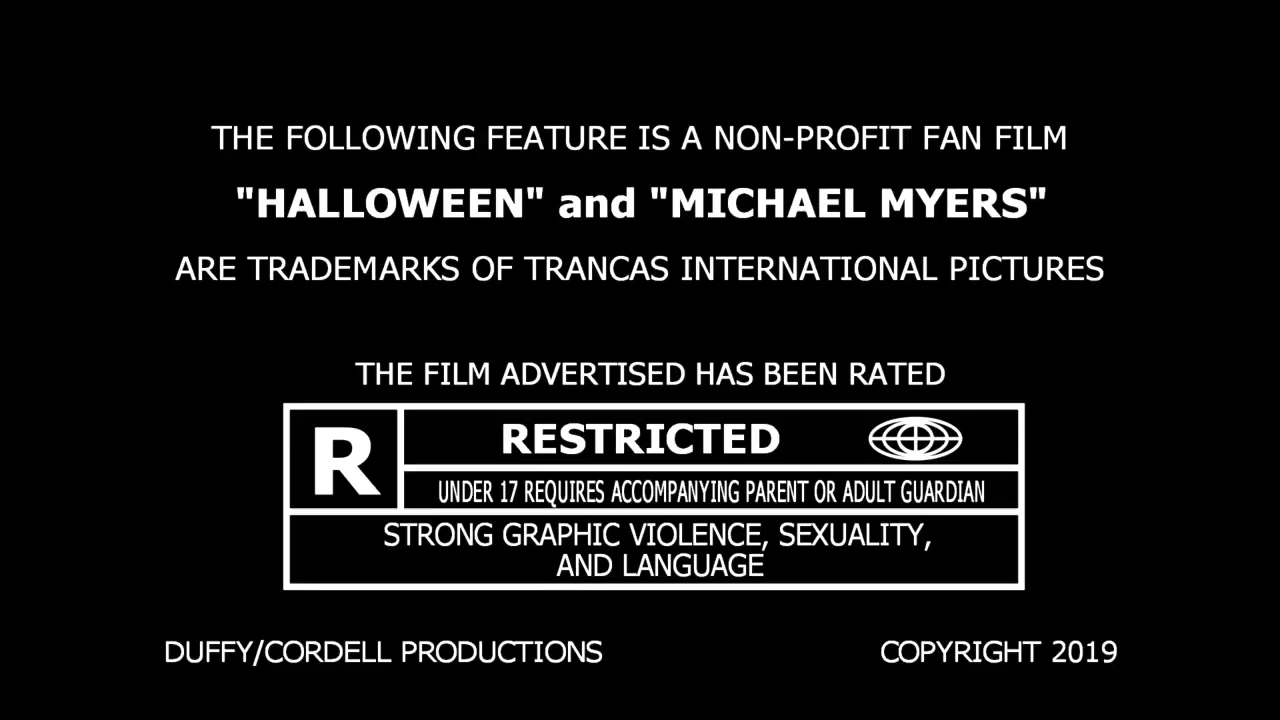 THE FOLLOWING FEATURE IS A NON-PROFIT FAN FILM
"HALLOWEEN" and "MICHAEL MYERS"
ARE TRADEMARKS OF TRANCAS INTERNATIONAL PICTURES
THE FILM ADVERTISED HAS BEEN RATED
R
RESTRICTED
UNDER 17 REQUIRES ACCOMPANYING PARENT OR ADULT GUARDIAN
STRONG GRAPHIC VIOLENCE, SEXUALITY,
AND LANGUAGE
DUFFY/CORDELL PRODUCTIONS
COPYRIGHT 2019